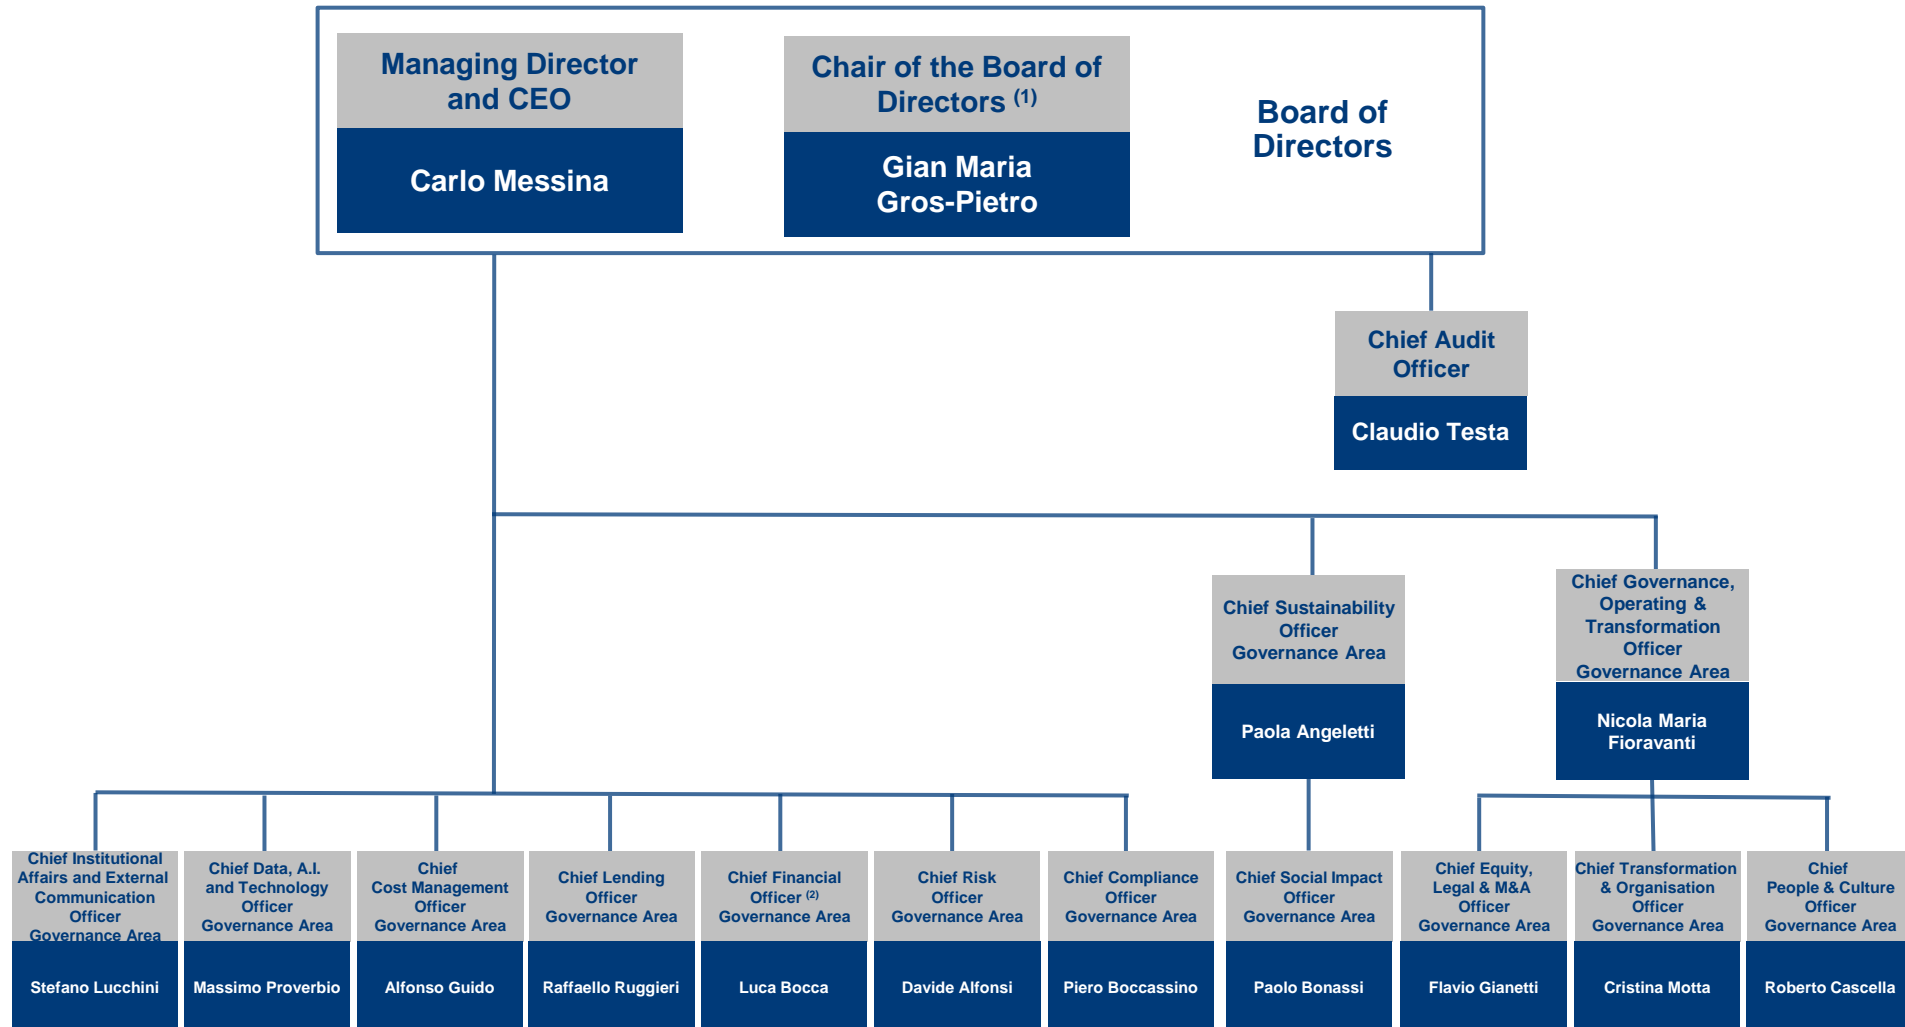 Managing Director
and CEO
Carlo Messina
Chair of the Board of
Directors (1)
Gian Maria
Gros-Pietro
Board of
Directors
Chief Audit
Officer
Claudio Testa
Chief Sustainability
Officer
Governance Area
Paola Angeletti
Chief Governance,
Operating &
Transformation
Officer
Governance Area
Nicola Maria
Fioravanti
Chief Institutional
Affairs and External
Communication
Officer
Governance Area
Stefano Lucchini
Chief Data, A.I.
and Technology
Officer
Governance Area
Massimo Proverbio
Chief
Cost Management
Officer
Governance Area
Alfonso Guido
Chief Lending
Officer
Governance Area
Raffaello Ruggieri
Chief Financial
Officer (2)
Governance Area
Luca Bocca
Chief Risk
Officer
Governance Area
Davide Alfonsi
Chief Compliance
Officer
Governance Area
Piero Boccassino
Chief Social Impact
Officer
Governance Area
Paolo Bonassi
Chief Equity,
Legal & M&A
Officer
Governance Area
Flavio Gianetti
Chief Transformation
& Organisation
Officer
Governance Area
Cristina Motta
Chief
People & Culture
Officer
Governance Area
Roberto Cascella